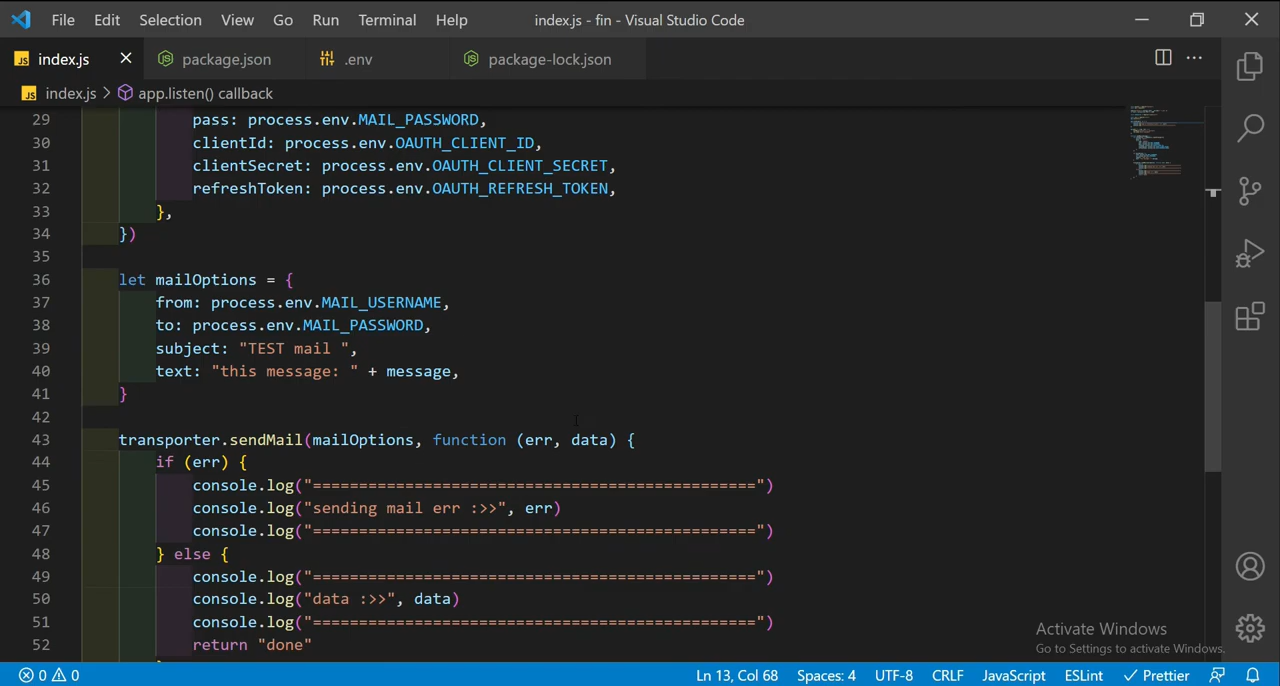 File Edit Selection View Go Run Terminal Help index.js - fin - Visual Studio Code
JS index.js package.json .env package-lock.json
JS index.js > app.listen() callback
29 pass: process.env.MAIL_PASSWORD,
30 clientId: process.env.OAUTH_CLIENT_ID,
31 clientSecret: process.env.OAUTH_CLIENT_SECRET,
32 refreshToken: process.env.OAUTH_REFRESH_TOKEN,
33 },
34 })
35
36 let mailOptions = {
37 from: process.env.MAIL_USERNAME,
38 to: process.env.MAIL_PASSWORD,
39 subject: "TEST mail ",
40 text: "this message: " + message,
41 }
42
43 transporter.sendMail(mailOptions, function (err, data) {
44 if (err) {
45 console.log("================================================")
46 console.log("sending mail err :>>", err)
47 console.log("================================================")
48 } else {
49 console.log("================================================")
50 console.log("data :>>", data)
51 console.log("================================================")
52 return "done"
Activate Windows
Go to Settings to activate Windows.
0 0 Ln 13, Col 68 Spaces: 4 UTF-8 CRLF JavaScript ESLint Prettier